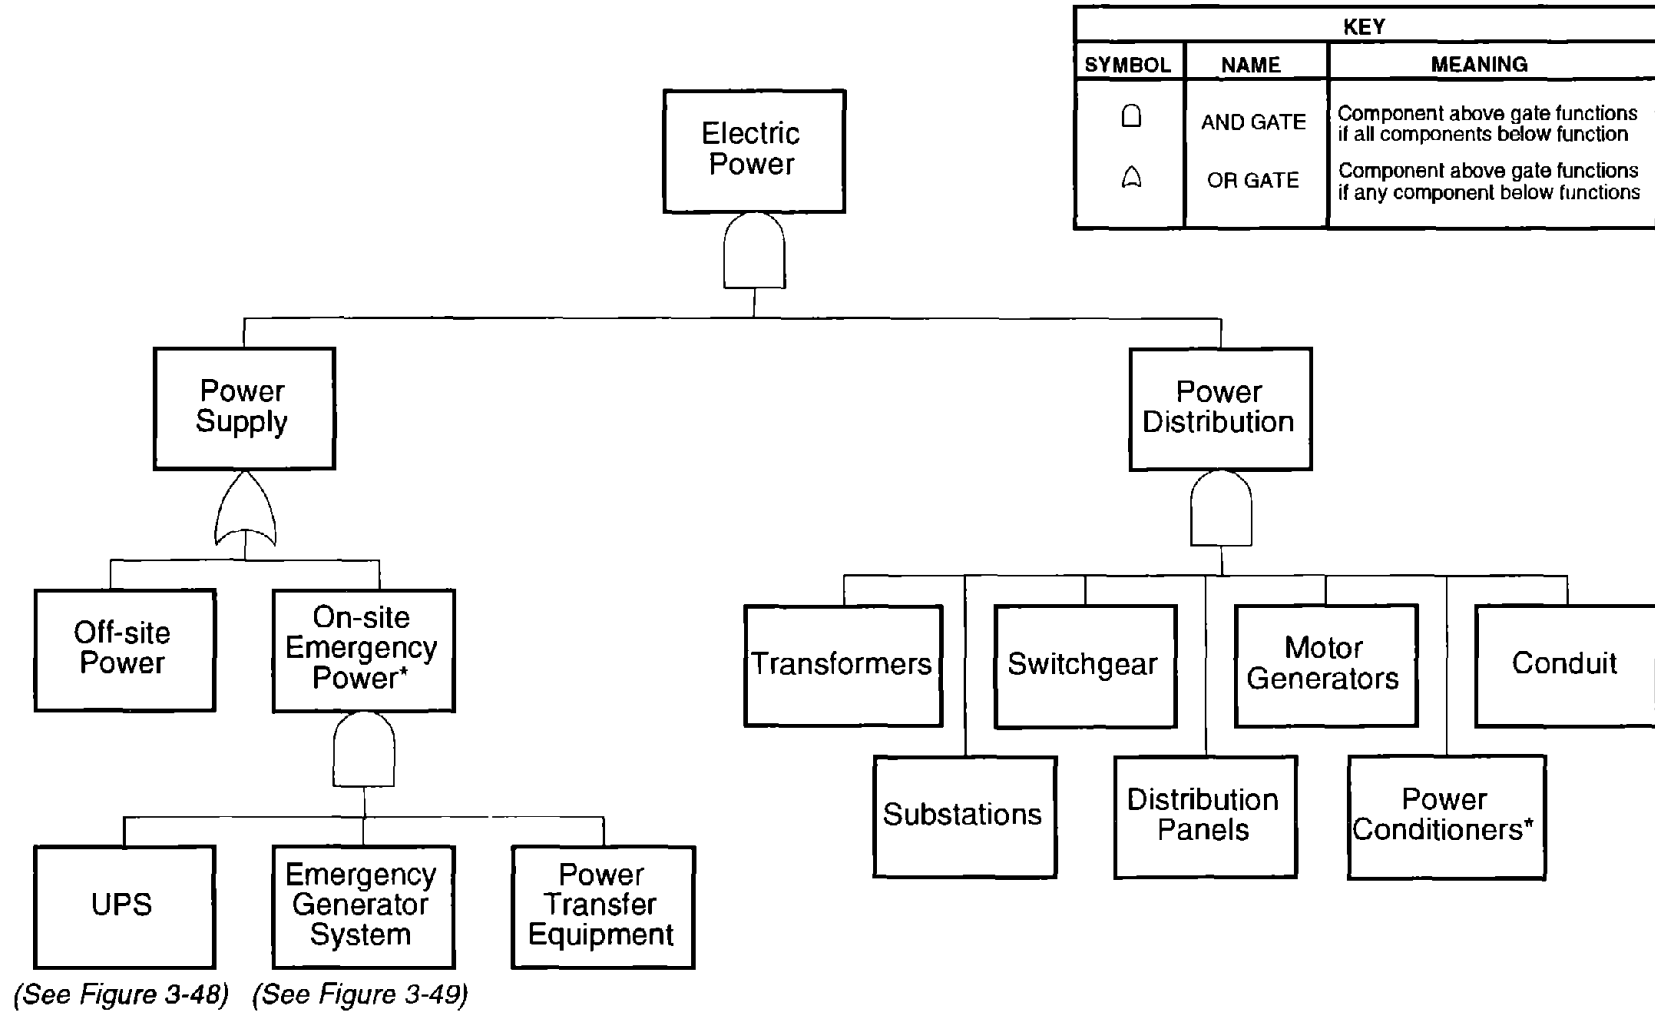 KEY
SYMBOL NAME MEANING
AND GATE
Component above gate functions
if all components below function
OR GATE
Component above gate functions
if any component below functions
Electric
Power
Power
Supply
Power
Distribution
Off-site
Power
On-site
Emergency
Power*
Transformers
Switchgear
Motor
Generators
Conduit
Substations
Distribution
Panels
Power
Conditioners*
UPS
Emergency
Generator
System
Power
Transfer
Equipment
(See Figure 3-48)
(See Figure 3-49)